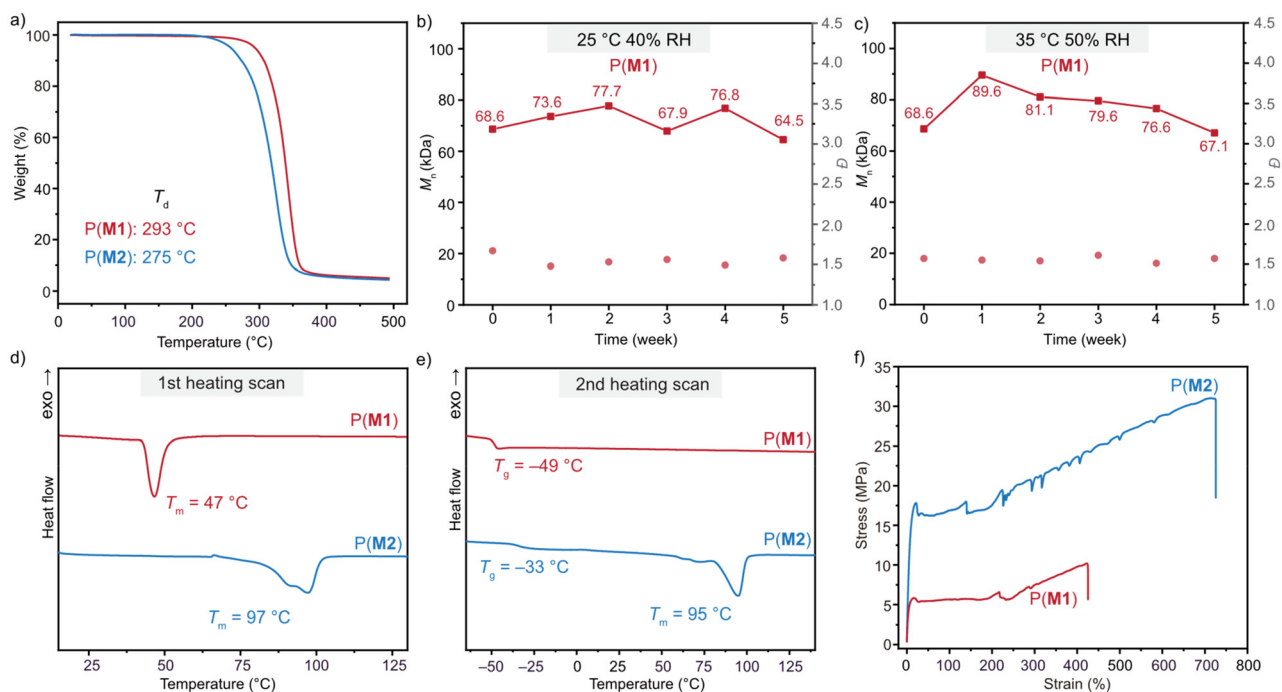 a)
Weight (%)
100
80
60
40
20
0
T_d
P(M1): 293 °C
P(M2): 275 °C
0
100
200
300
400
500
Temperature (°C)
b)
25 °C 40% RH
P(M1)
M_n (kDa)
100
80
60
40
20
0
68.6
73.6
77.7
67.9
76.8
64.5
4.5
4.0
3.5
3.0
2.5
2.0
1.5
1.0
Đ
0
1
2
3
4
5
Time (week)
c)
35 °C 50% RH
P(M1)
M_n (kDa)
100
80
60
40
20
0
68.6
89.6
81.1
79.6
76.6
67.1
4.5
4.0
3.5
3.0
2.5
2.0
1.5
1.0
Đ
0
1
2
3
4
5
Time (week)
d)
exo →
Heat flow
1st heating scan
P(M1)
T_m = 47 °C
P(M2)
T_m = 97 °C
25
50
75
100
125
Temperature (°C)
e)
exo →
Heat flow
2nd heating scan
P(M1)
T_g = –49 °C
P(M2)
T_g = –33 °C
T_m = 95 °C
–50
–25
0
25
50
75
100
125
Temperature (°C)
f)
Stress (MPa)
35
30
25
20
15
10
5
0
P(M2)
P(M1)
0
100
200
300
400
500
600
700
800
Strain (%)